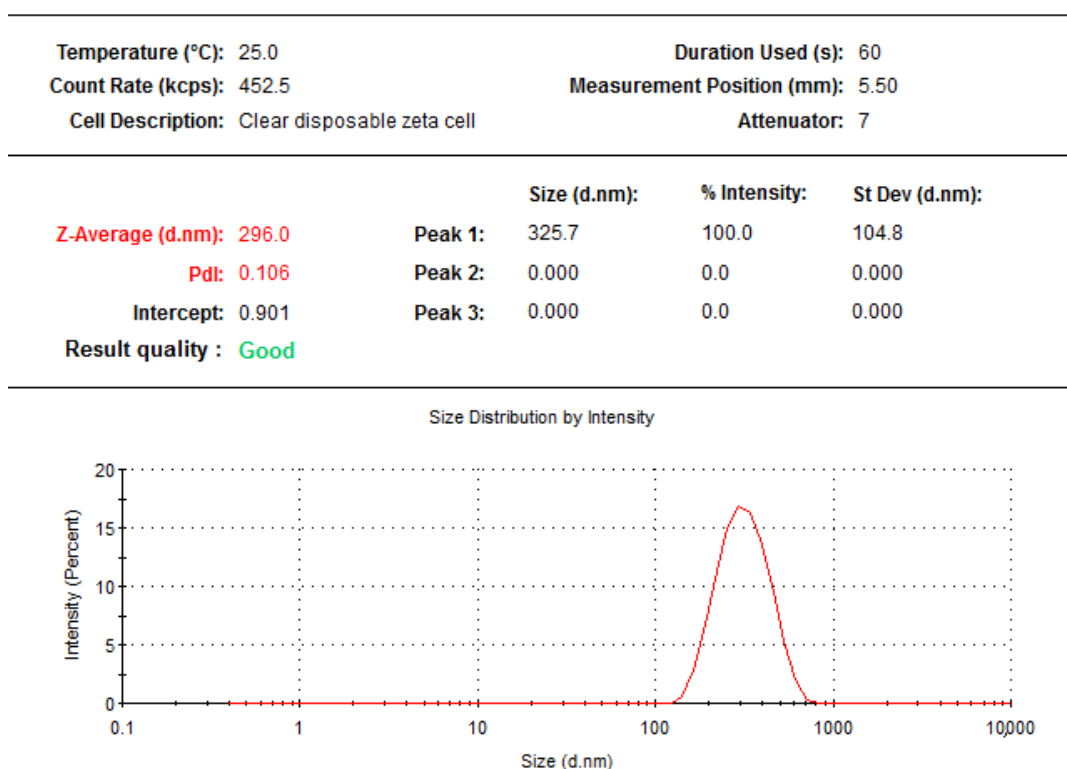 Temperature (°C): 25.0 Duration Used (s): 60
Count Rate (kcps): 452.5 Measurement Position (mm): 5.50
Cell Description: Clear disposable zeta cell Attenuator: 7
Size (d.nm): % Intensity: St Dev (d.nm):
Z-Average (d.nm): 296.0 Peak 1: 325.7 100.0 104.8
PdI: 0.106 Peak 2: 0.000 0.0 0.000
Intercept: 0.901 Peak 3: 0.000 0.0 0.000
Result quality : Good
Size Distribution by Intensity
Intensity (Percent)
20
15
10
5
0
0.1 1 10 100 1000 10,000
Size (d.nm)